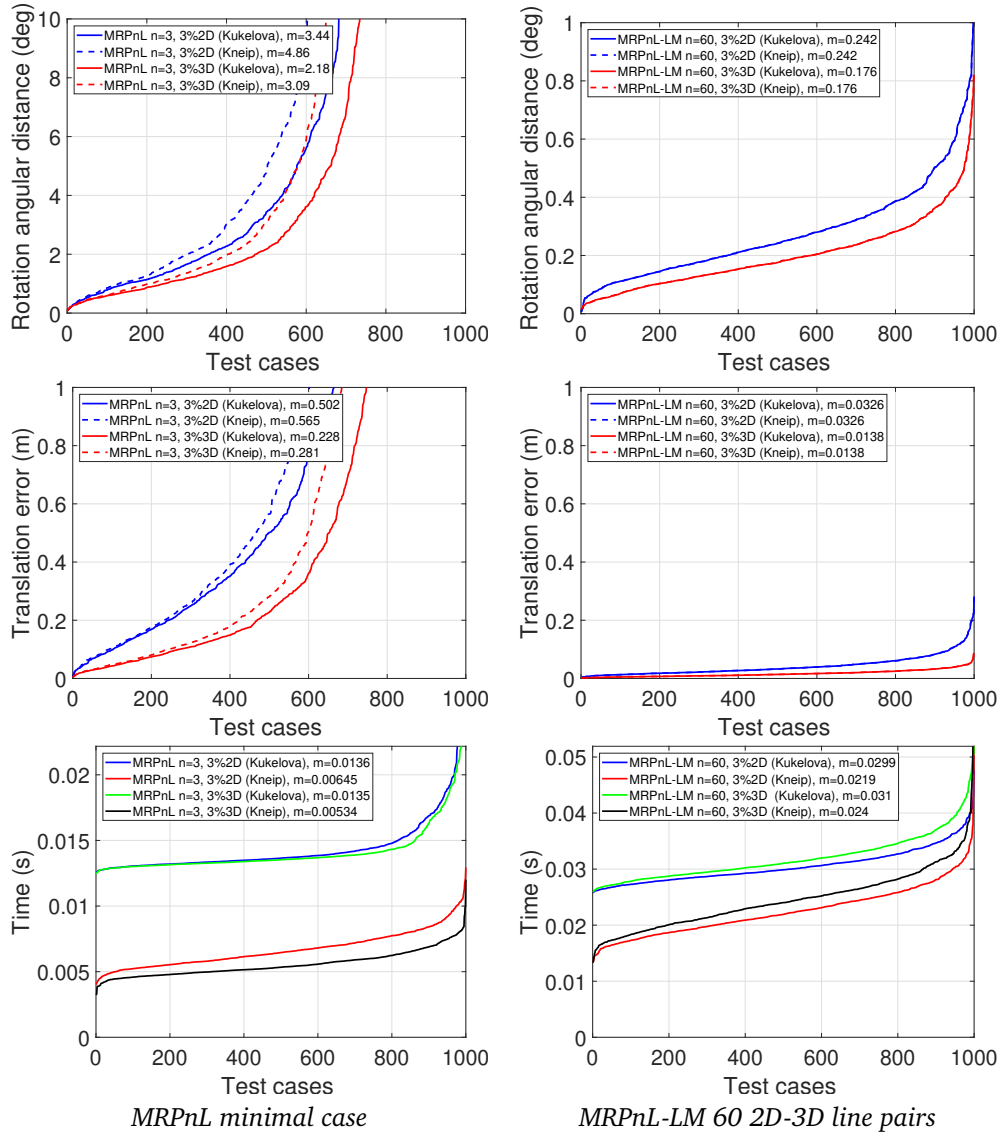 Rotation angular distance (deg)
10
8
6
4
2
0
MRPnL n=3, 3%2D (Kukelova), m=3.44
MRPnL n=3, 3%2D (Kneip), m=4.86
MRPnL n=3, 3%3D (Kukelova), m=2.18
MRPnL n=3, 3%3D (Kneip), m=3.09
0 200 400 600 800 1000
Test cases
Rotation angular distance (deg)
1
0.8
0.6
0.4
0.2
0
MRPnL-LM n=60, 3%2D (Kukelova), m=0.242
MRPnL-LM n=60, 3%2D (Kneip), m=0.242
MRPnL-LM n=60, 3%3D (Kukelova), m=0.176
MRPnL-LM n=60, 3%3D (Kneip), m=0.176
0 200 400 600 800 1000
Test cases
Translation error (m)
1
0.8
0.6
0.4
0.2
0
MRPnL n=3, 3%2D (Kukelova), m=0.502
MRPnL n=3, 3%2D (Kneip), m=0.565
MRPnL n=3, 3%3D (Kukelova), m=0.228
MRPnL n=3, 3%3D (Kneip), m=0.281
0 200 400 600 800 1000
Test cases
Translation error (m)
1
0.8
0.6
0.4
0.2
0
MRPnL-LM n=60, 3%2D (Kukelova), m=0.0326
MRPnL-LM n=60, 3%2D (Kneip), m=0.0326
MRPnL-LM n=60, 3%3D (Kukelova), m=0.0138
MRPnL-LM n=60, 3%3D (Kneip), m=0.0138
0 200 400 600 800 1000
Test cases
Time (s)
0.02
0.015
0.01
0.005
0
MRPnL n=3, 3%2D (Kukelova), m=0.0136
MRPnL n=3, 3%2D (Kneip), m=0.00645
MRPnL n=3, 3%3D (Kukelova), m=0.0135
MRPnL n=3, 3%3D (Kneip), m=0.00534
0 200 400 600 800 1000
Test cases
MRPnL minimal case
Time (s)
0.05
0.04
0.03
0.02
0.01
0
MRPnL-LM n=60, 3%2D (Kukelova), m=0.0299
MRPnL-LM n=60, 3%2D (Kneip), m=0.0219
MRPnL-LM n=60, 3%3D (Kukelova), m=0.031
MRPnL-LM n=60, 3%3D (Kneip), m=0.024
0 200 400 600 800 1000
Test cases
MRPnL-LM 60 2D-3D line pairs